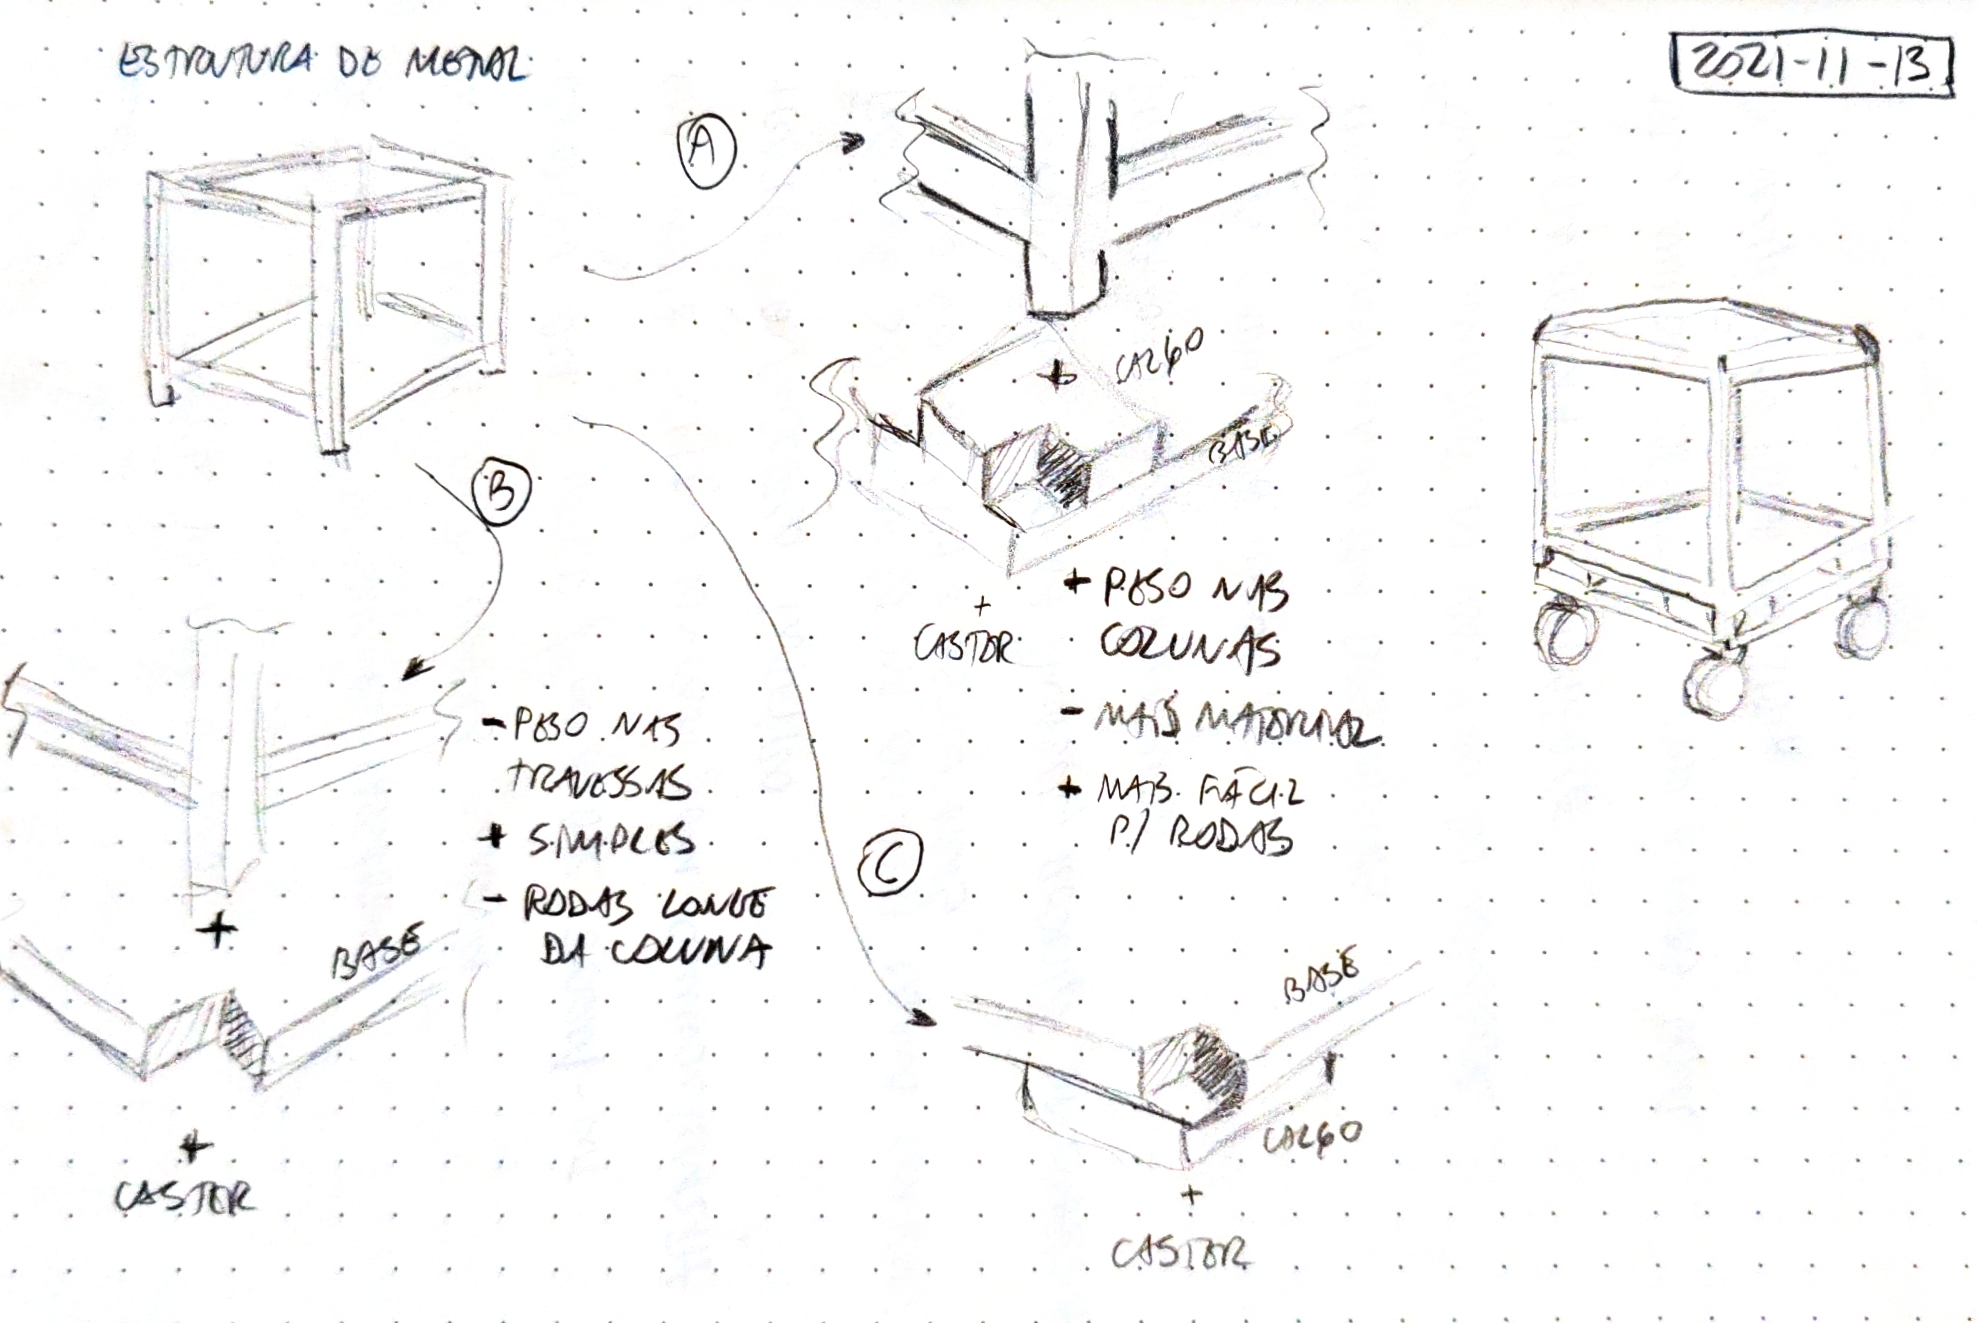 ESTRUTURA DE METAL
2021-11-13
A
+ CALÇO
BASE
+
CASTOR
+ PESO NAS
COLUNAS
- MAIS MATERIAL
+ MAIS FÁCIL
P/ RODAS
B
- PESO NAS
TRAVESSAS
+ SIMPLES
- RODAS LONGE
DA COLUNA
+
BASE
+
CASTOR
C
BASE
CALÇO
+
CASTOR